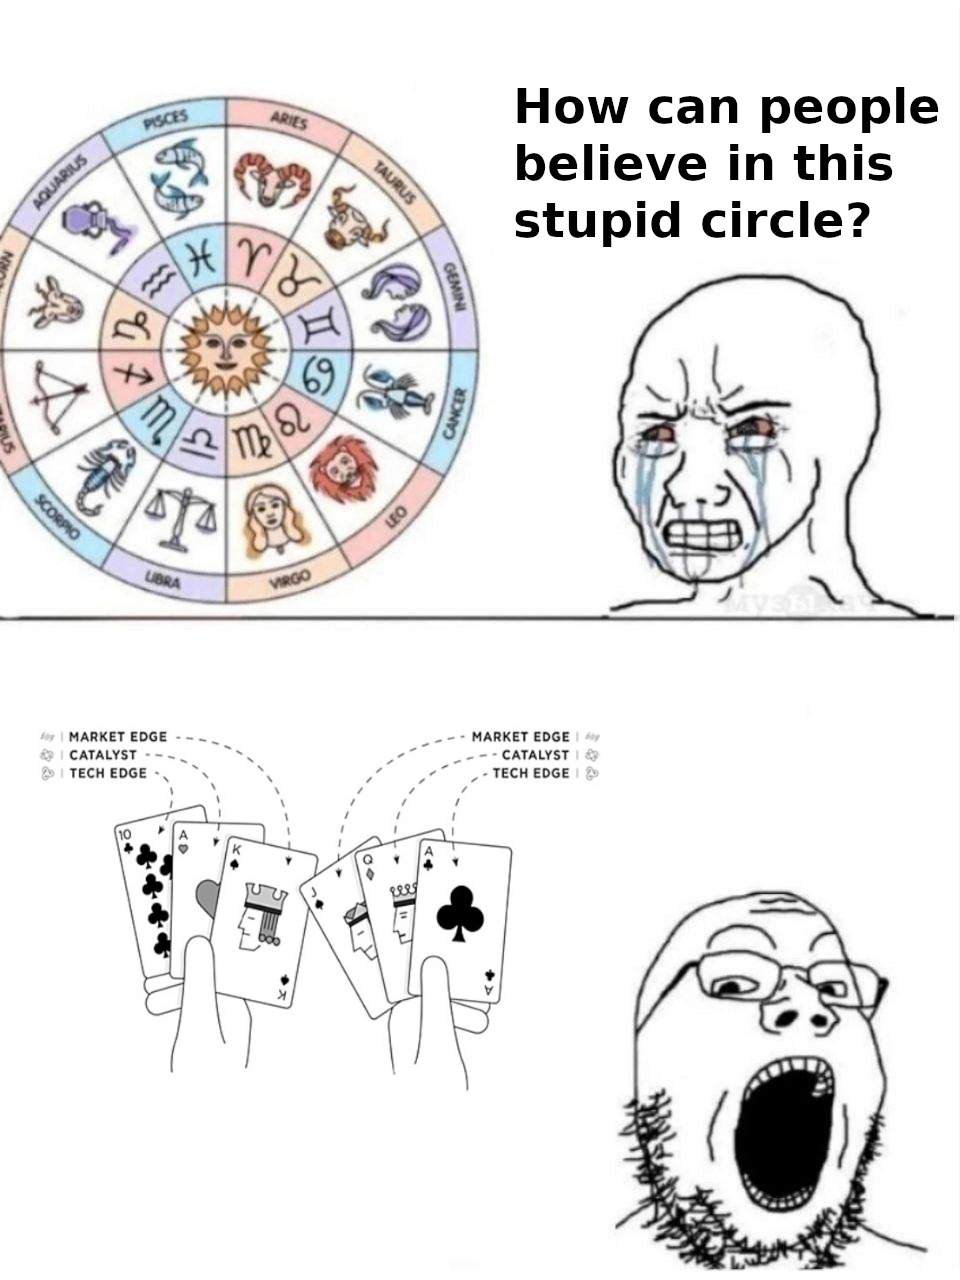 How can people
believe in this
stupid circle?
PISCES
ARIES
TAURUS
GEMINI
CANCER
LEO
VIRGO
LIBRA
SCORPIO
AQUARIUS
MARKET EDGE
CATALYST
TECH EDGE
MARKET EDGE
CATALYST
TECH EDGE
10
A
K
K
J
Q
A
A